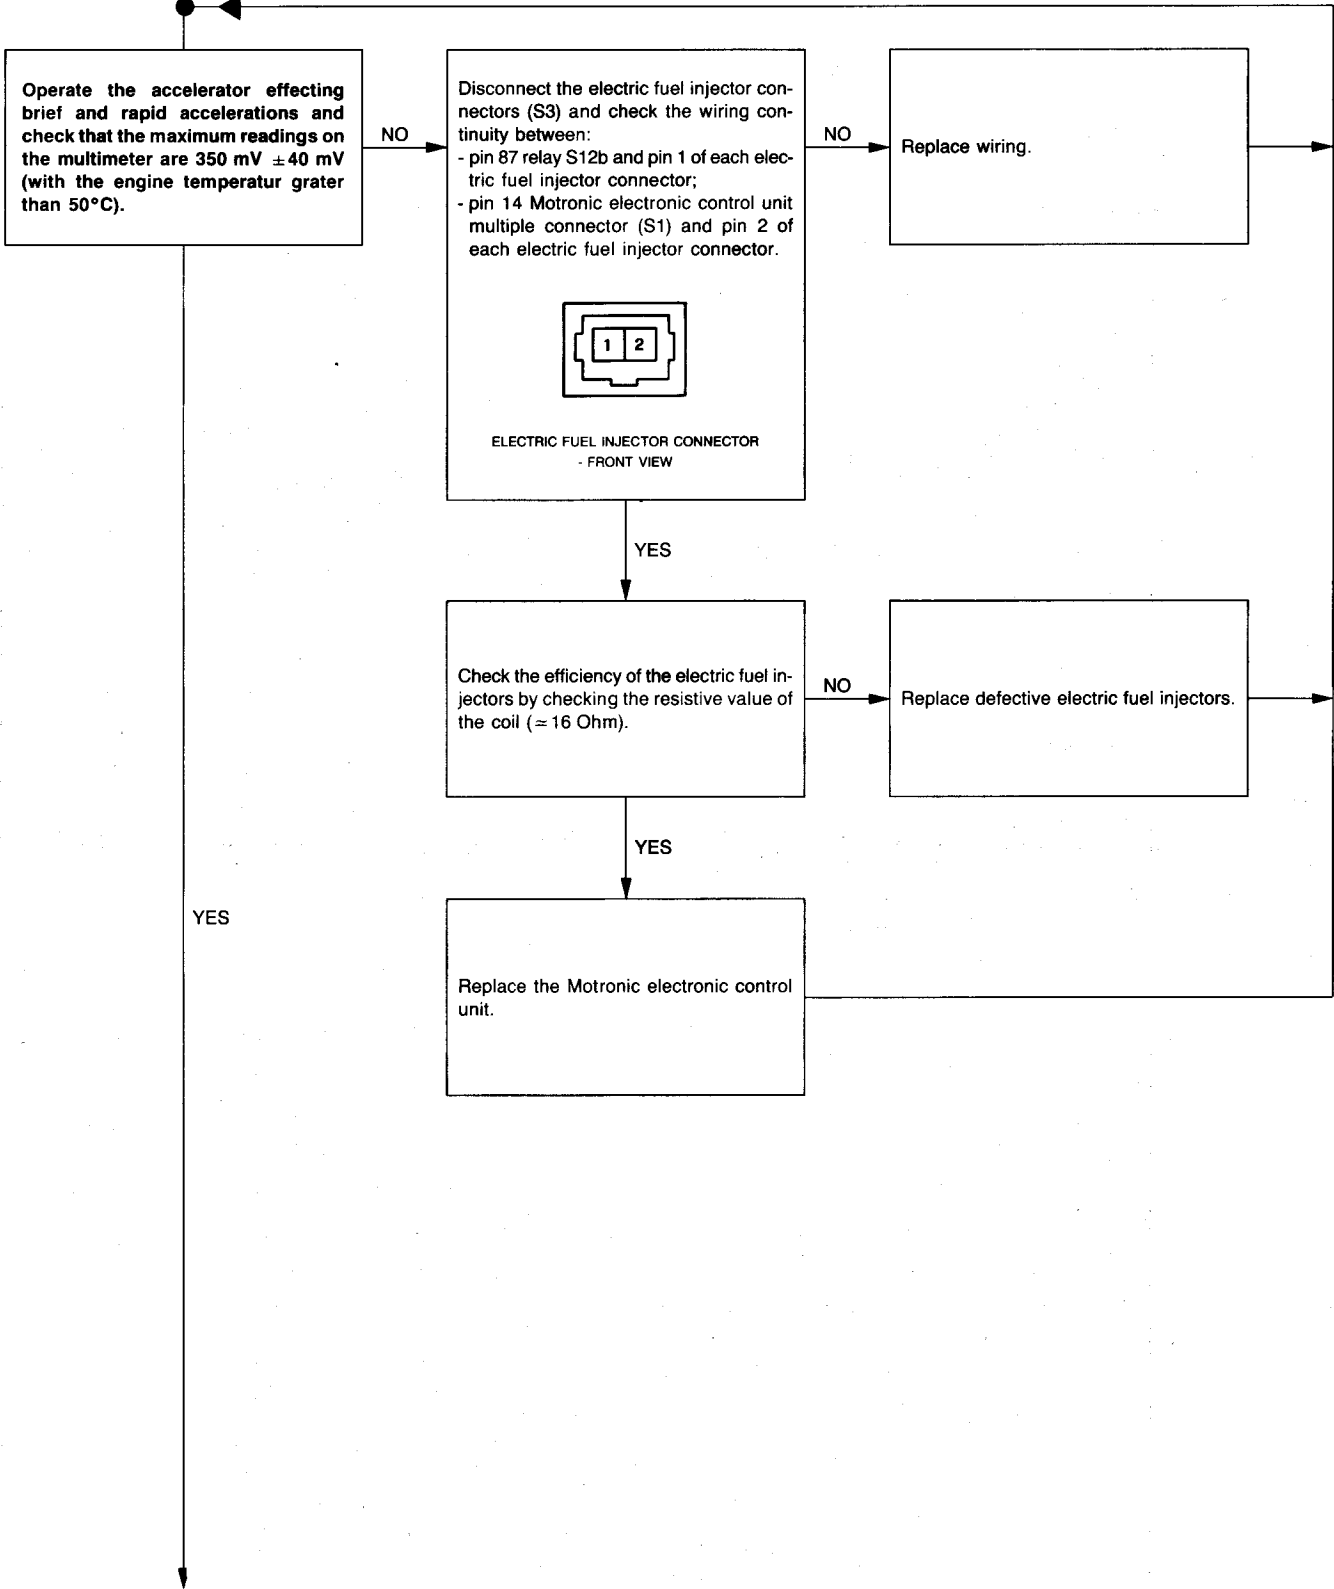 Operate the accelerator effecting
brief and rapid accelerations and
check that the maximum readings on
the multimeter are 350 mV ±40 mV
(with the engine temperatur grater
than 50°C).
NO
Disconnect the electric fuel injector con-
nectors (S3) and check the wiring con-
tinuity between:
- pin 87 relay S12b and pin 1 of each elec-
tric fuel injector connector;
- pin 14 Motronic electronic control unit
multiple connector (S1) and pin 2 of
each electric fuel injector connector.
1 2
ELECTRIC FUEL INJECTOR CONNECTOR
- FRONT VIEW
NO
Replace wiring.
YES
Check the efficiency of the electric fuel in-
jectors by checking the resistive value of
the coil (≃16 Ohm).
NO
Replace defective electric fuel injectors.
YES
YES
Replace the Motronic electronic control
unit.